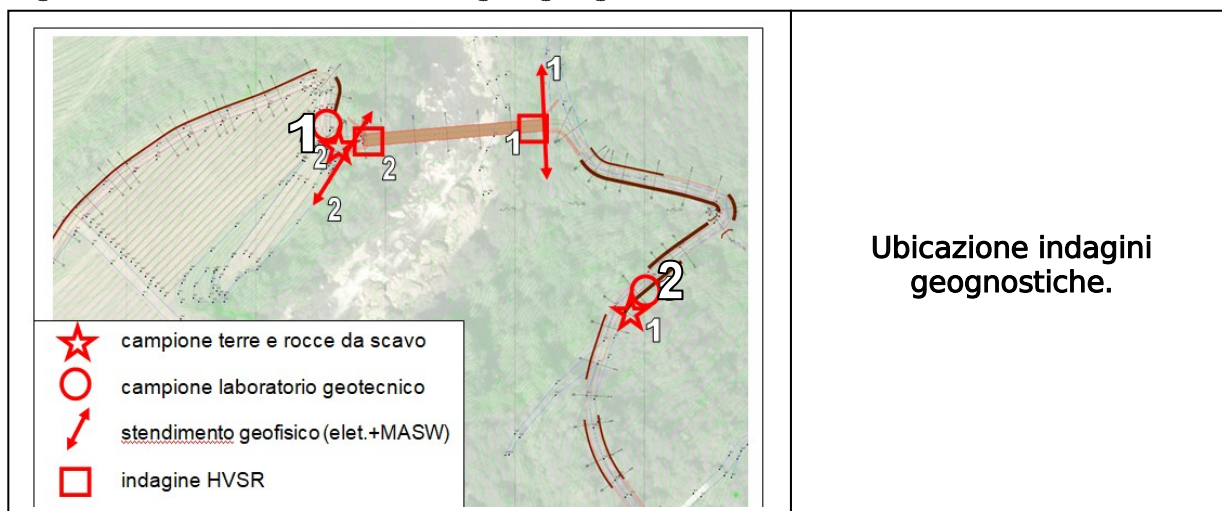 1
1
1
2
2
2
2
1
campione terre e rocce da scavo
campione laboratorio geotecnico
stendimento geofisico (elet.+MASW)
indagine HVSR
Ubicazione indagini
geognostiche.